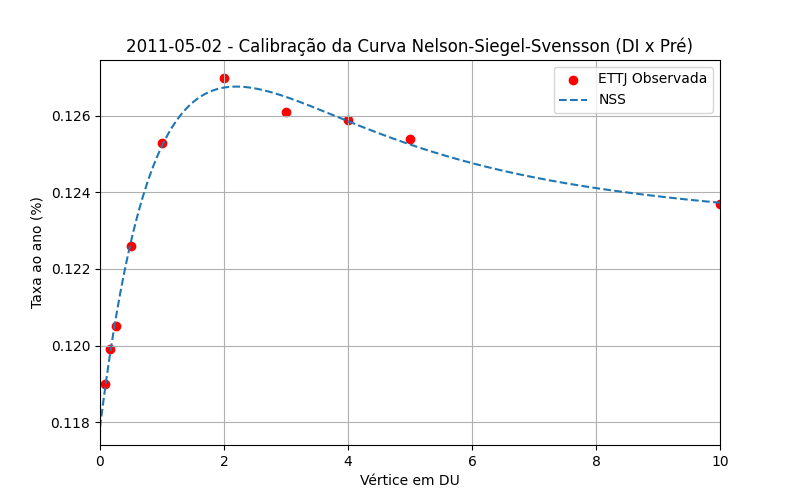 2011-05-02 - Calibração da Curva Nelson-Siegel-Svensson (DI x Pré)
ETTJ Observada
NSS
Taxa ao ano (%)
0.126
0.124
0.122
0.120
0.118
0 2 4 6 8 10
Vértice em DU